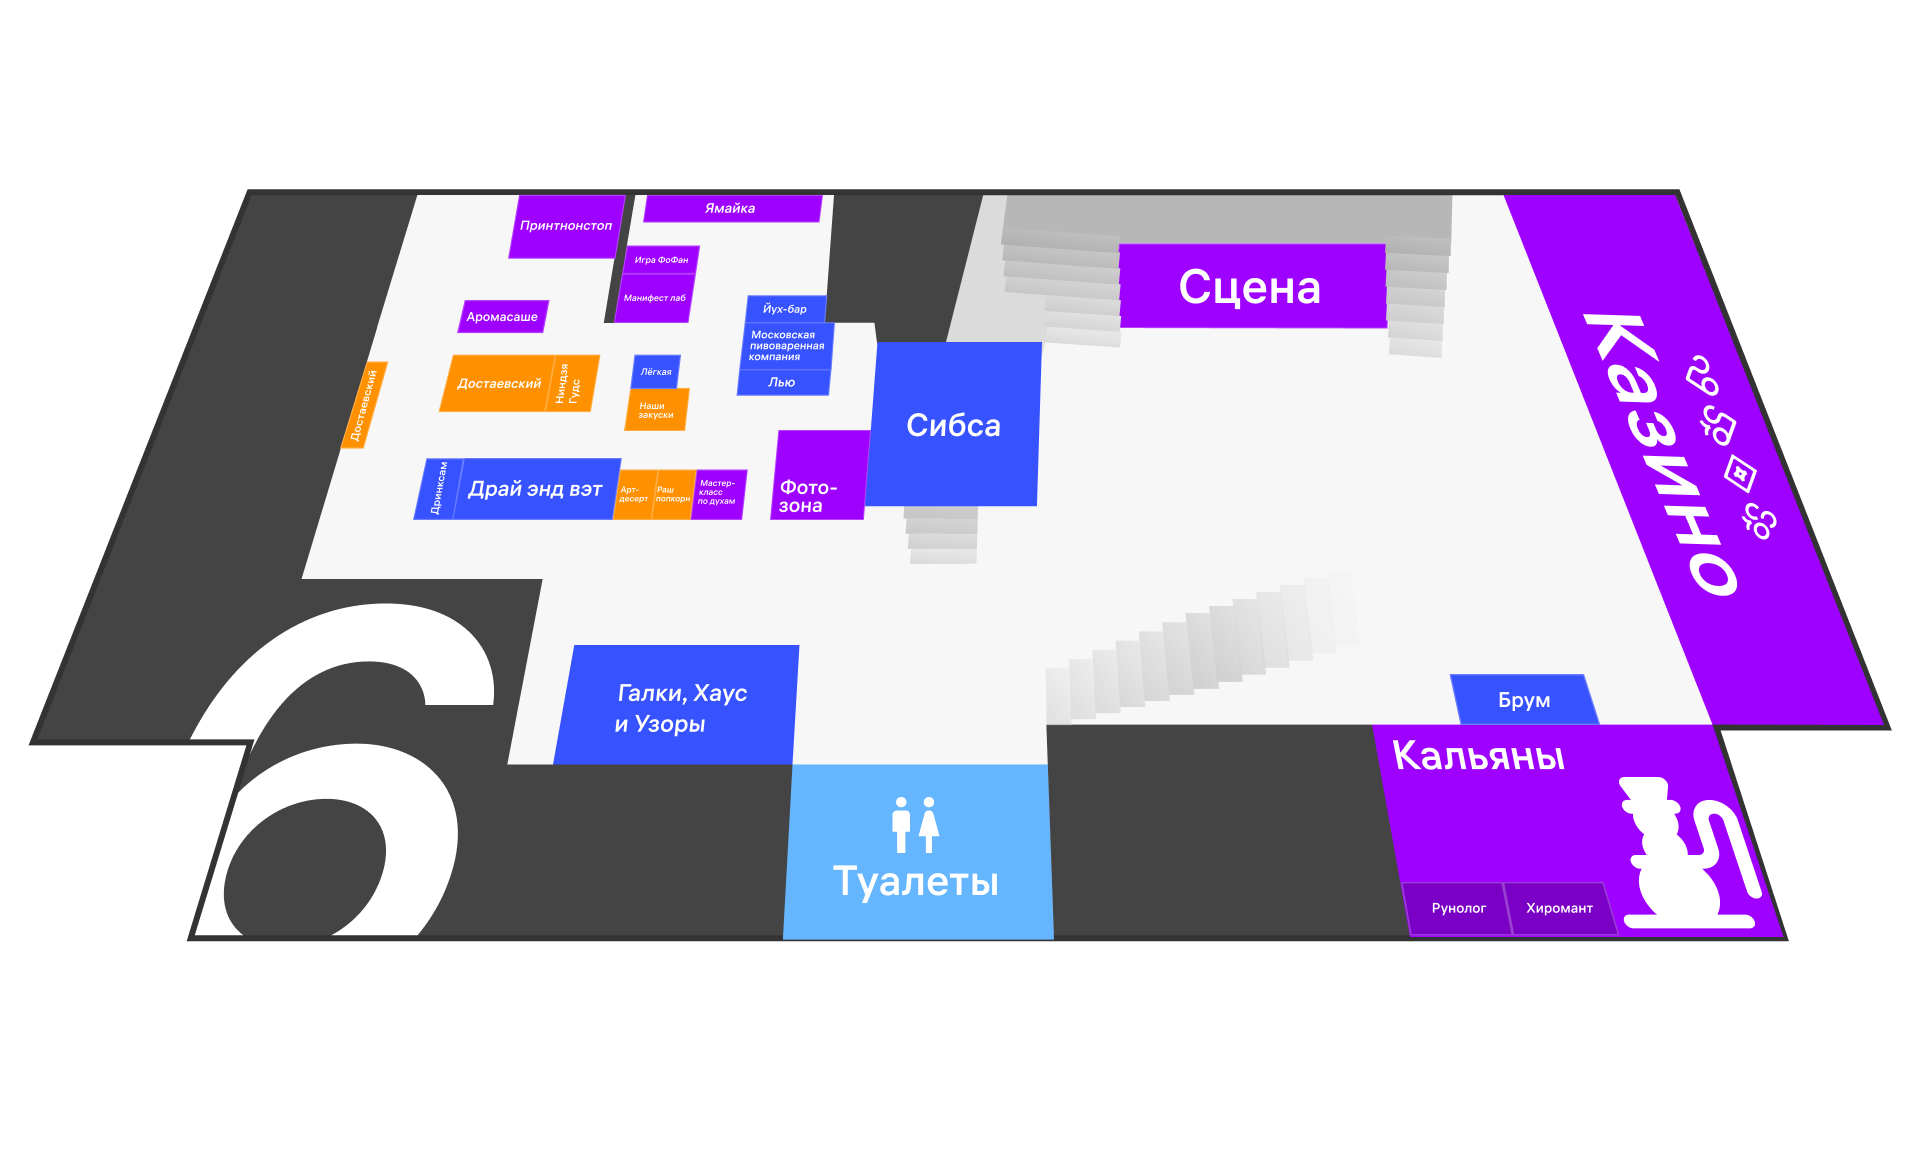 Принтнонстоп
Ямайка
Игра ФоФан
Манифест лаб
Аромасаше
Йух-бар
Московская
пивоваренная
компания
Лью
Достаевский
Достаевский
Ниндзя
Гудс
Лёгкая
Наши
закуски
Дринксам
Драй энд вэт
Арт-
десерт
Раш
попкорн
Мастер-
класс
по духам
Фото-
зона
Сибса
Сцена
Казино
6
Галки, Хаус
и Узоры
Туалеты
Брум
Кальяны
Рунолог
Хиромант